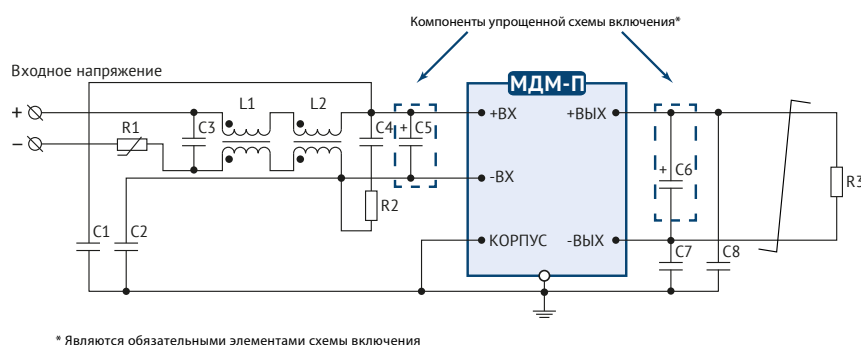 Компоненты упрощенной схемы включения*
Входное напряжение
МДМ-П
L1 L2
+
R1
C3
C4
+ C5
+ВХ
+ВЫХ
−
-ВХ
+ C6
R3
R2
C1 C2
КОРПУС
-ВЫХ
C7 C8
* Являются обязательными элементами схемы включения